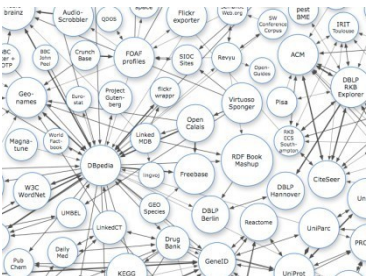 Audio-
Scrobbler
QDOS
Flickr
exporter
SW
Conference
Corpus
pest
BME
IRIT
Toulouse
BBC
John
Peel
Crunch
Base
FOAF
profiles
SIOC
Sites
Revyu
Open-
Guides
ACM
DBLP
RKB
Explorer
Geo-
names
Euro-
stat
Project
Guten-
berg
flickr
wrappr
Virtuoso
Sponger
Pisa
Open
Calais
Magna-
tune
World
Fact-
book
Linked
MDB
RKB
ECS
South-
ampton
DBpedia
RDF Book
Mashup
CiteSeer
W3C
WordNet
lingvoj
Freebase
DBLP
Hannover
UMBEL
GEO
Species
DBLP
Berlin
LinkedCT
Reactome
UniParc
Drug
Bank
Pub
Chem
Daily
Med
GeneID
KEGG
UniProt